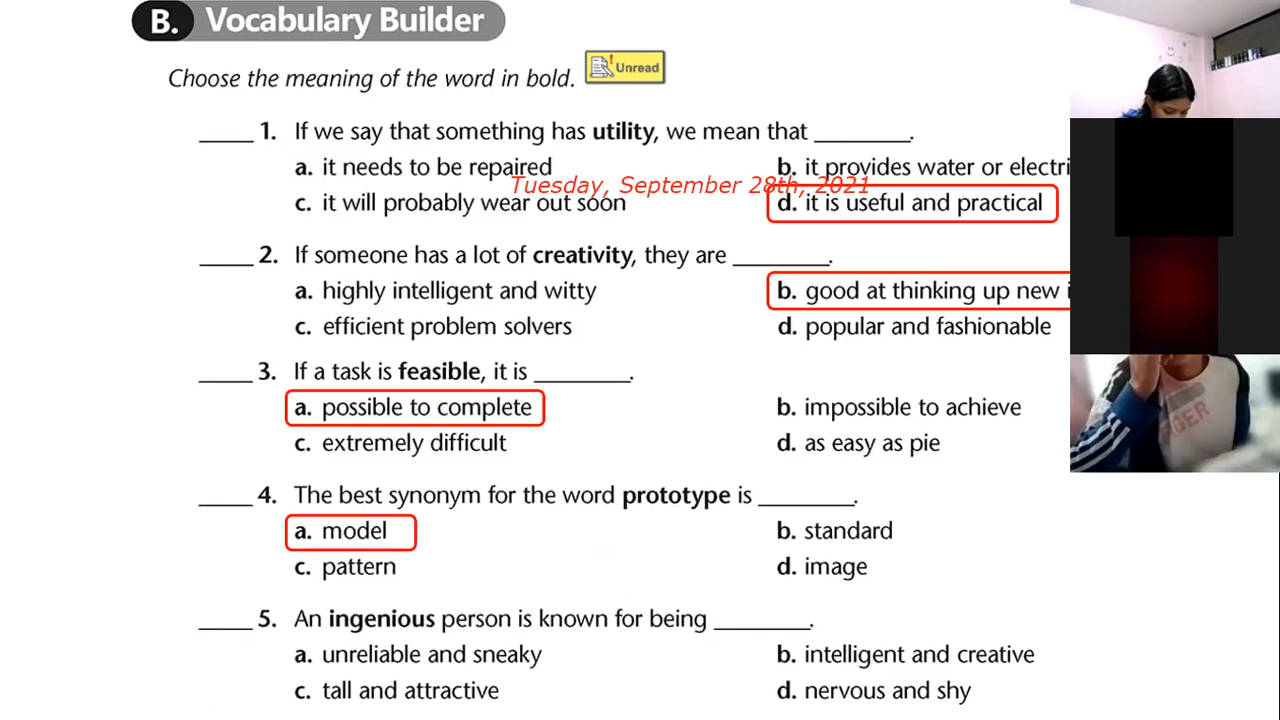 B. Vocabulary Builder
Choose the meaning of the word in bold. Unread
_____ 1. If we say that something has utility, we mean that _________.
a. it needs to be repaired b. it provides water or electri
Tuesday, September 28th, 2021
c. it will probably wear out soon d. it is useful and practical
_____ 2. If someone has a lot of creativity, they are _________.
a. highly intelligent and witty b. good at thinking up new
c. efficient problem solvers d. popular and fashionable
_____ 3. If a task is feasible, it is _________.
a. possible to complete b. impossible to achieve
c. extremely difficult d. as easy as pie
_____ 4. The best synonym for the word prototype is _________.
a. model b. standard
c. pattern d. image
_____ 5. An ingenious person is known for being _________.
a. unreliable and sneaky b. intelligent and creative
c. tall and attractive d. nervous and shy